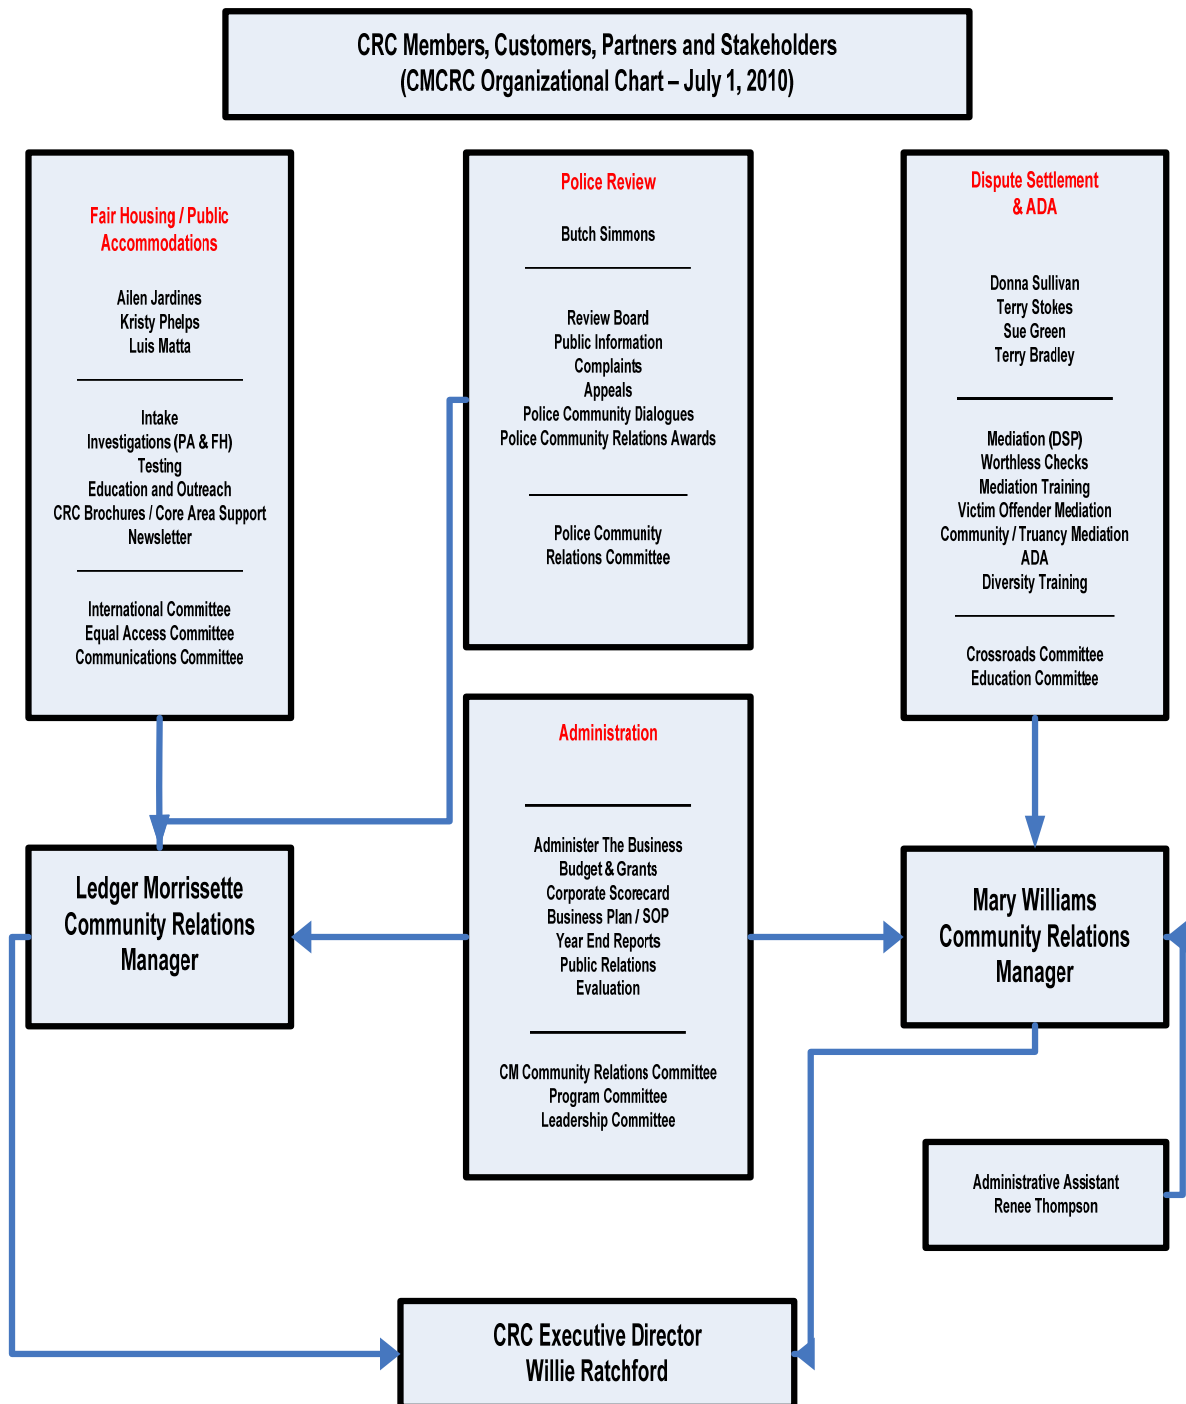 CRC Members, Customers, Partners and Stakeholders
(CMCRC Organizational Chart – July 1, 2010)
Fair Housing / Public
Accommodations
Ailen Jardines
Kristy Phelps
Luis Matta
Intake
Investigations (PA & FH)
Testing
Education and Outreach
CRC Brochures / Core Area Support
Newsletter
International Committee
Equal Access Committee
Communications Committee
Police Review
Butch Simmons
Review Board
Public Information
Complaints
Appeals
Police Community Dialogues
Police Community Relations Awards
Police Community
Relations Committee
Dispute Settlement
& ADA
Donna Sullivan
Terry Stokes
Sue Green
Terry Bradley
Mediation (DSP)
Worthless Checks
Mediation Training
Victim Offender Mediation
Community / Truancy Mediation
ADA
Diversity Training
Crossroads Committee
Education Committee
Administration
Administer The Business
Budget & Grants
Corporate Scorecard
Business Plan / SOP
Year End Reports
Public Relations
Evaluation
CM Community Relations Committee
Program Committee
Leadership Committee
Ledger Morrissette
Community Relations
Manager
Mary Williams
Community Relations
Manager
Administrative Assistant
Renee Thompson
CRC Executive Director
Willie Ratchford